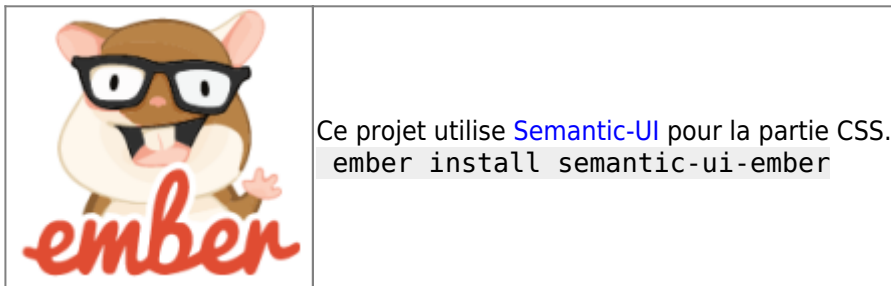 ember
Ce projet utilise Semantic-UI pour la partie CSS.
ember install semantic-ui-ember